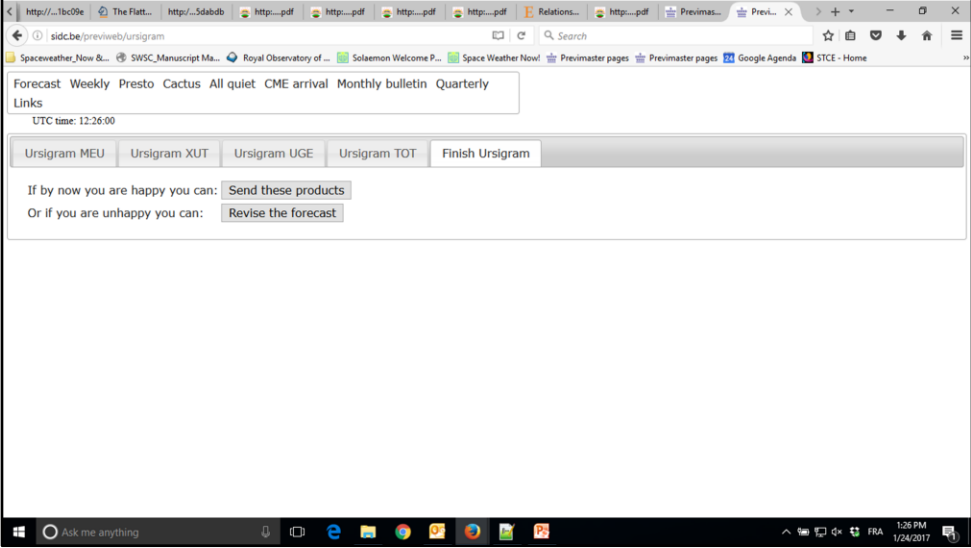 http://...1bc09e The Flatt... http:/...5dabdb http:....pdf http:....pdf http:....pdf http:....pdf Relations... http:....pdf Previmas... Previ...
sidc.be/previweb/ursigram Search
Spaceweather_Now &... SWSC_Manuscript Ma... Royal Observatory of ... Solaemon Welcome P... Space Weather Now! Previmaster pages Previmaster pages 24 Google Agenda STCE - Home
Forecast Weekly Presto Cactus All quiet CME arrival Monthly bulletin Quarterly
Links
UTC time: 12:26:00
Ursigram MEU Ursigram XUT Ursigram UGE Ursigram TOT Finish Ursigram
If by now you are happy you can: Send these products
Or if you are unhappy you can: Revise the forecast
Ask me anything FRA 1:26 PM
1/24/2017